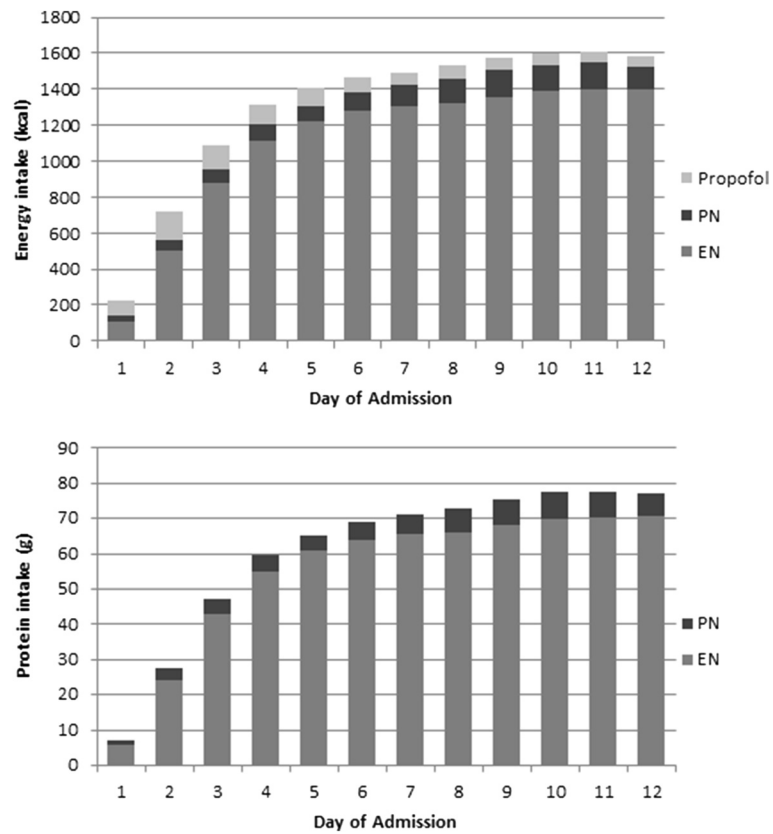 Energy intake (kcal)
1800
1600
1400
1200
1000
800
600
400
200
0
1 2 3 4 5 6 7 8 9 10 11 12
Day of Admission
Propofol
PN
EN
Protein intake (g)
90
80
70
60
50
40
30
20
10
0
1 2 3 4 5 6 7 8 9 10 11 12
Day of Admission
PN
EN